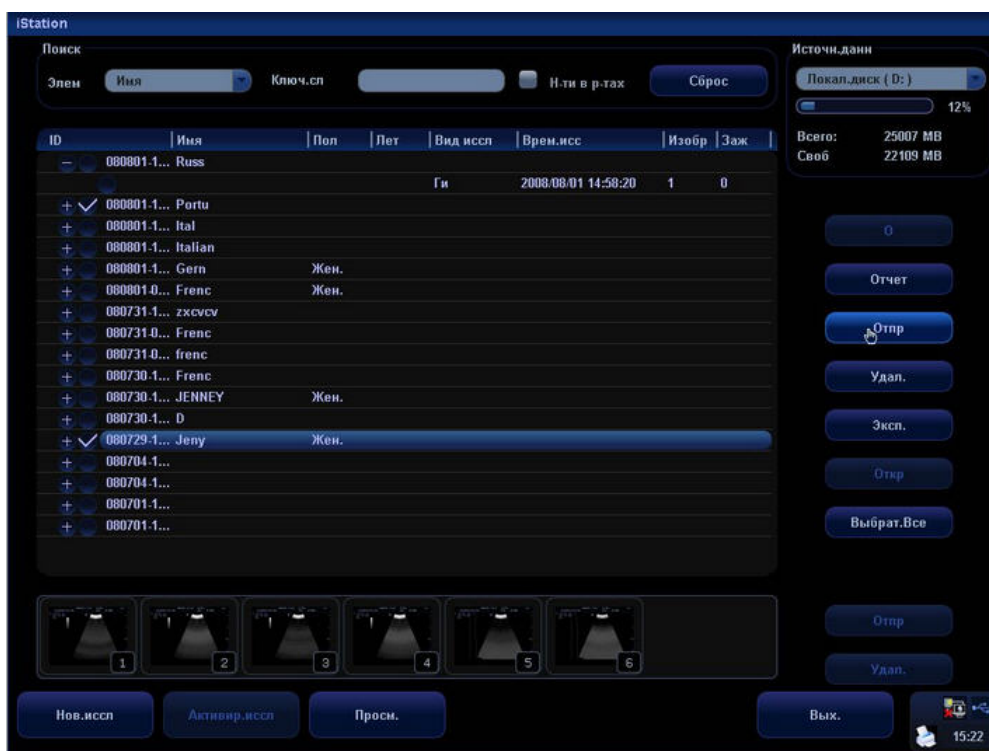 iStation
Поиск
Элем Имя Ключ.сл Н-ти в р-тах Сброс
Источн.данн
Локал.диск ( D: )
12%
Всего: 25007 MB
Своб 22109 MB
ID Имя Пол Лет Вид иссл Врем.исс Изобр Заж
080801-1... Russ
Ги 2008/08/01 14:58:20 1 0
080801-1... Portu
080801-1... Ital
080801-1... Italian
080801-1... Gern Жен.
080801-0... Frenc Жен.
080731-1... zxcvcv
080731-0... Frenc
080731-0... frenc
080730-1... Frenc
080730-1... JENNEY Жен.
080730-1... D
080729-1... Jeny Жен.
080704-1...
080704-1...
080701-1...
080701-1...
О
Отчет
Отпр
Удал.
Эксп.
Откр
Выбрат.Все
1 2 3 4 5 6
Отпр
Удал.
Нов.иссл Активир.иссл Просм. Вых.
15:22